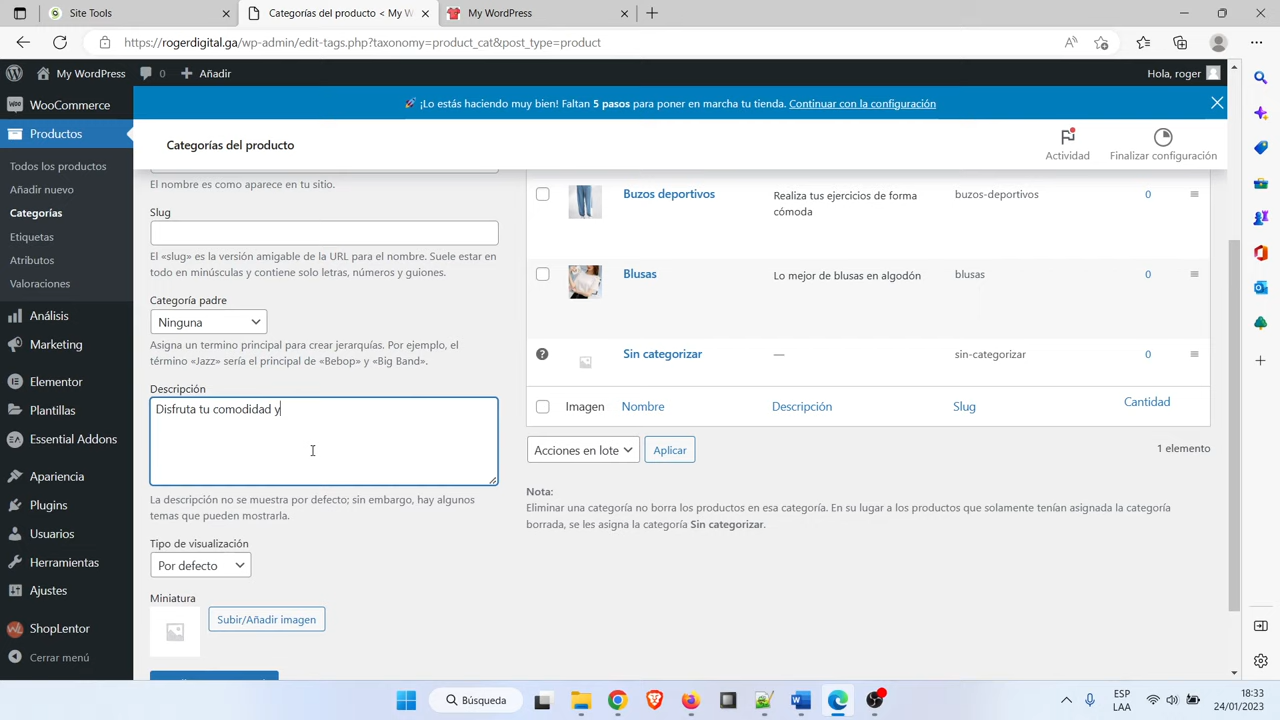 Site Tools
Categorías del producto < My W
My WordPress
https://rogerdigital.ga/wp-admin/edit-tags.php?taxonomy=product_cat&post_type=product
My WordPress
0
Añadir
Hola, roger
WooCommerce
Productos
Todos los productos
Añadir nuevo
Categorías
Etiquetas
Atributos
Valoraciones
Análisis
Marketing
Elementor
Plantillas
Essential Addons
Apariencia
Plugins
Usuarios
Herramientas
Ajustes
ShopLentor
Cerrar menú
🚀 ¡Lo estás haciendo muy bien! Faltan 5 pasos para poner en marcha tu tienda. Continuar con la configuración
Categorías del producto
Actividad
Finalizar configuración
El nombre es como aparece en tu sitio.
Slug
El «slug» es la versión amigable de la URL para el nombre. Suele estar en
todo en minúsculas y contiene solo letras, números y guiones.
Categoría padre
Ninguna
Asigna un termino principal para crear jerarquías. Por ejemplo, el
término «Jazz» sería el principal de «Bebop» y «Big Band».
Descripción
Disfruta tu comodidad y
La descripción no se muestra por defecto; sin embargo, hay algunos
temas que pueden mostrarla.
Tipo de visualización
Por defecto
Miniatura
Subir/Añadir imagen
Buzos deportivos
Realiza tus ejercicios de forma
cómoda
buzos-deportivos
0
Blusas
Lo mejor de blusas en algodón
blusas
0
Sin categorizar
—
sin-categorizar
0
Imagen
Nombre
Descripción
Slug
Cantidad
Acciones en lote
Aplicar
1 elemento
Nota:
Eliminar una categoría no borra los productos en esa categoría. En su lugar a los productos que solamente tenían asignada la categoría
borrada, se les asigna la categoría Sin categorizar.
Búsqueda
ESP
LAA
18:33
24/01/2023